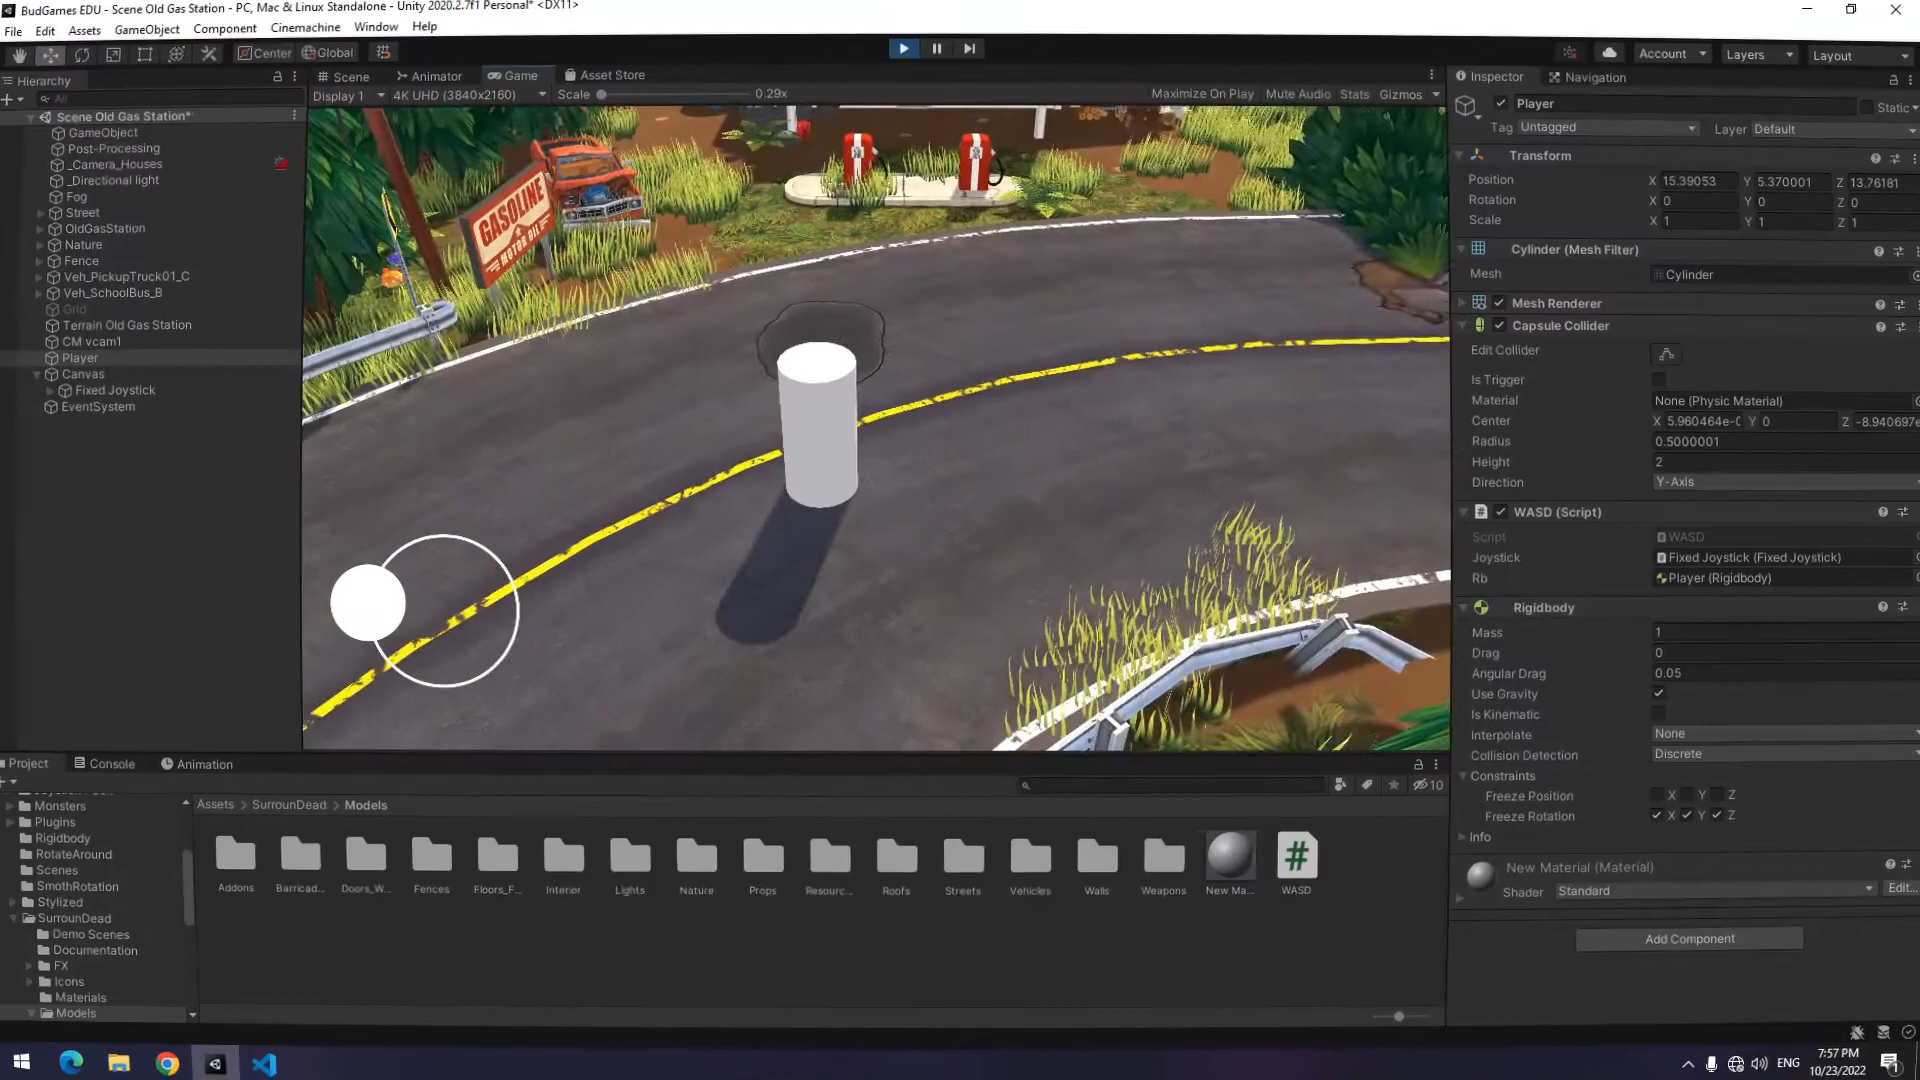 BudGames EDU - Scene Old Gas Station - PC, Mac & Linux Standalone - Unity 2020.2.7f1 Personal* <DX11>
File Edit Assets GameObject Component Cinemachine Window Help
Center Global
Account Layers Layout
Hierarchy
All
Scene Old Gas Station*
GameObject
Post-Processing
_Camera_Houses
_Directional light
Fog
Street
OldGasStation
Nature
Fence
Veh_PickupTruck01_C
Veh_SchoolBus_B
Grid
Terrain Old Gas Station
CM vcam1
Player
Canvas
Fixed Joystick
EventSystem
Scene Animator Game Asset Store
Display 1 4K UHD (3840x2160) Scale 0.29x Maximize On Play Mute Audio Stats Gizmos
GASOLINE
MOTOR OIL
Inspector Navigation
Player Static
Tag Untagged Layer Default
Transform
Position X 15.39053 Y 5.370001 Z 13.76181
Rotation X 0 Y 0 Z 0
Scale X 1 Y 1 Z 1
Cylinder (Mesh Filter)
Mesh Cylinder
Mesh Renderer
Capsule Collider
Edit Collider
Is Trigger
Material None (Physic Material)
Center X 5.960464e-0 Y 0 Z -8.940697e
Radius 0.5000001
Height 2
Direction Y-Axis
WASD (Script)
Script WASD
Joystick Fixed Joystick (Fixed Joystick)
Rb Player (Rigidbody)
Rigidbody
Mass 1
Drag 0
Angular Drag 0.05
Use Gravity
Is Kinematic
Interpolate None
Collision Detection Discrete
Constraints
Freeze Position X Y Z
Freeze Rotation X Y Z
Info
New Material (Material)
Shader Standard Edit...
Add Component
Project Console Animation
10
Monsters
Plugins
Rigidbody
RotateAround
Scenes
SmothRotation
Stylized
SurrounDead
Demo Scenes
Documentation
FX
Icons
Materials
Models
Assets > SurrounDead > Models
Addons Barricad... Doors_W... Fences Floors_F... Interior Lights Nature Props Resourc... Roofs Streets Vehicles Walls Weapons New Ma... WASD
ENG
7:57 PM
10/23/2022
1